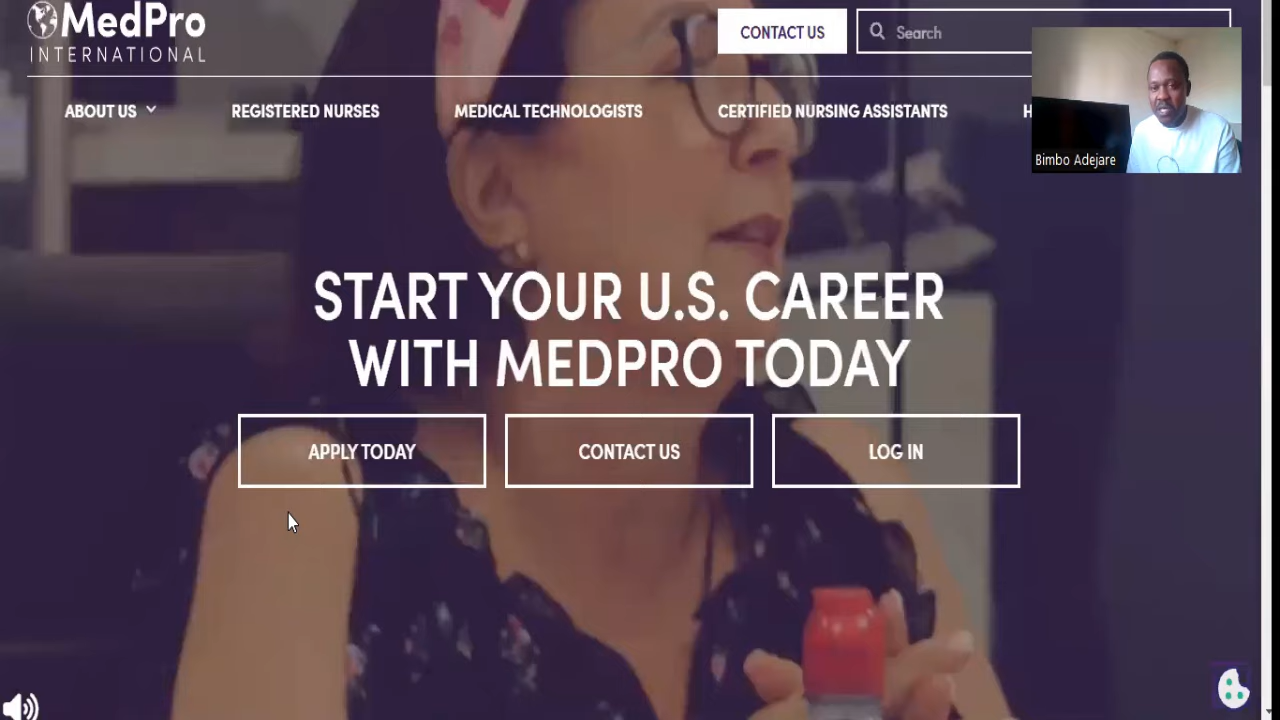 MedPro
INTERNATIONAL
CONTACT US
Search
ABOUT US
REGISTERED NURSES
MEDICAL TECHNOLOGISTS
CERTIFIED NURSING ASSISTANTS
Bimbo Adejare
START YOUR U.S. CAREER
WITH MEDPRO TODAY
APPLY TODAY
CONTACT US
LOG IN